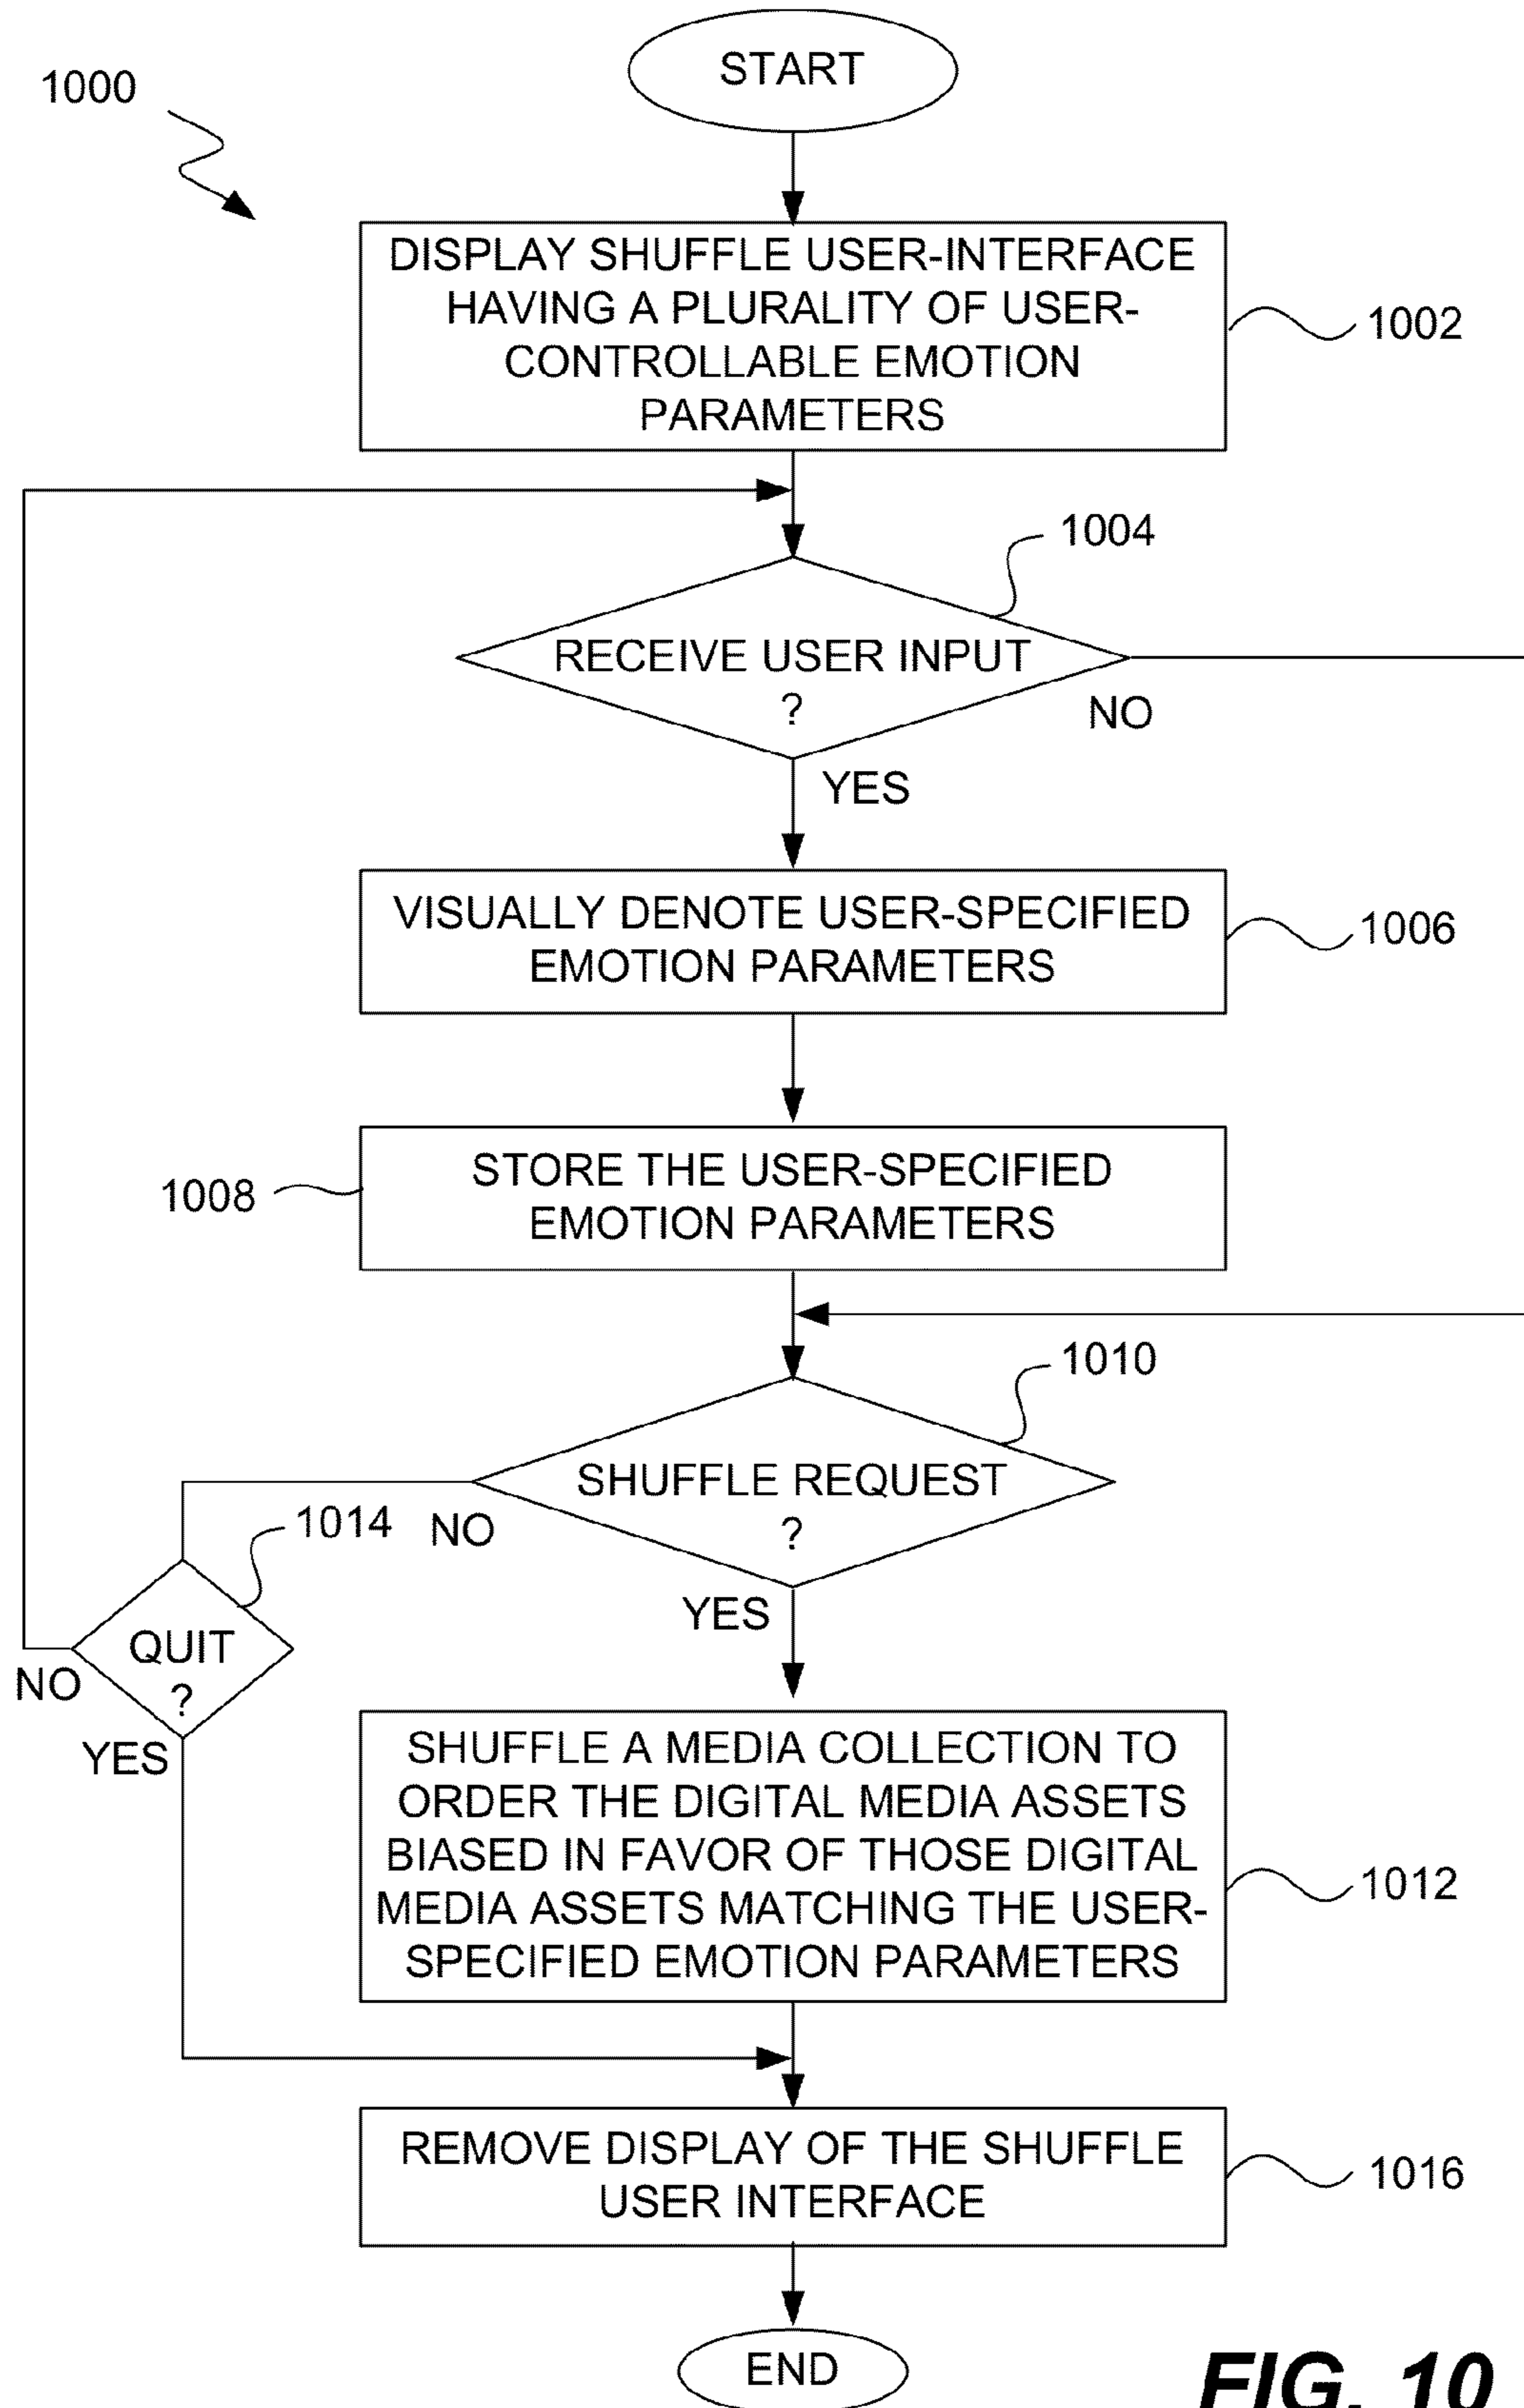 START
1000
DISPLAY SHUFFLE USER-INTERFACE
HAVING A PLURALITY OF USER-
CONTROLLABLE EMOTION
PARAMETERS
1002
1004
RECEIVE USER INPUT
?
NO
YES
VISUALLY DENOTE USER-SPECIFIED
EMOTION PARAMETERS
1006
STORE THE USER-SPECIFIED
EMOTION PARAMETERS
1008
1010
SHUFFLE REQUEST
?
NO
1014
YES
QUIT
?
NO
YES
SHUFFLE A MEDIA COLLECTION TO
ORDER THE DIGITAL MEDIA ASSETS
BIASED IN FAVOR OF THOSE DIGITAL
MEDIA ASSETS MATCHING THE USER-
SPECIFIED EMOTION PARAMETERS
1012
REMOVE DISPLAY OF THE SHUFFLE
USER INTERFACE
1016
END
FIG. 10